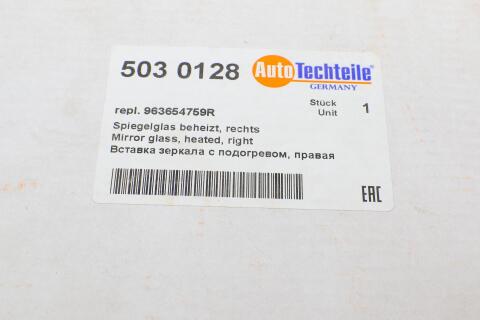 503 0128
AutoTechteile®
GERMANY
repl. 963654759R
Stück
Unit
1
Spiegelglas beheizt, rechts
Mirror glass, heated, right
Вставка зеркала с подогревом, правая
EAC